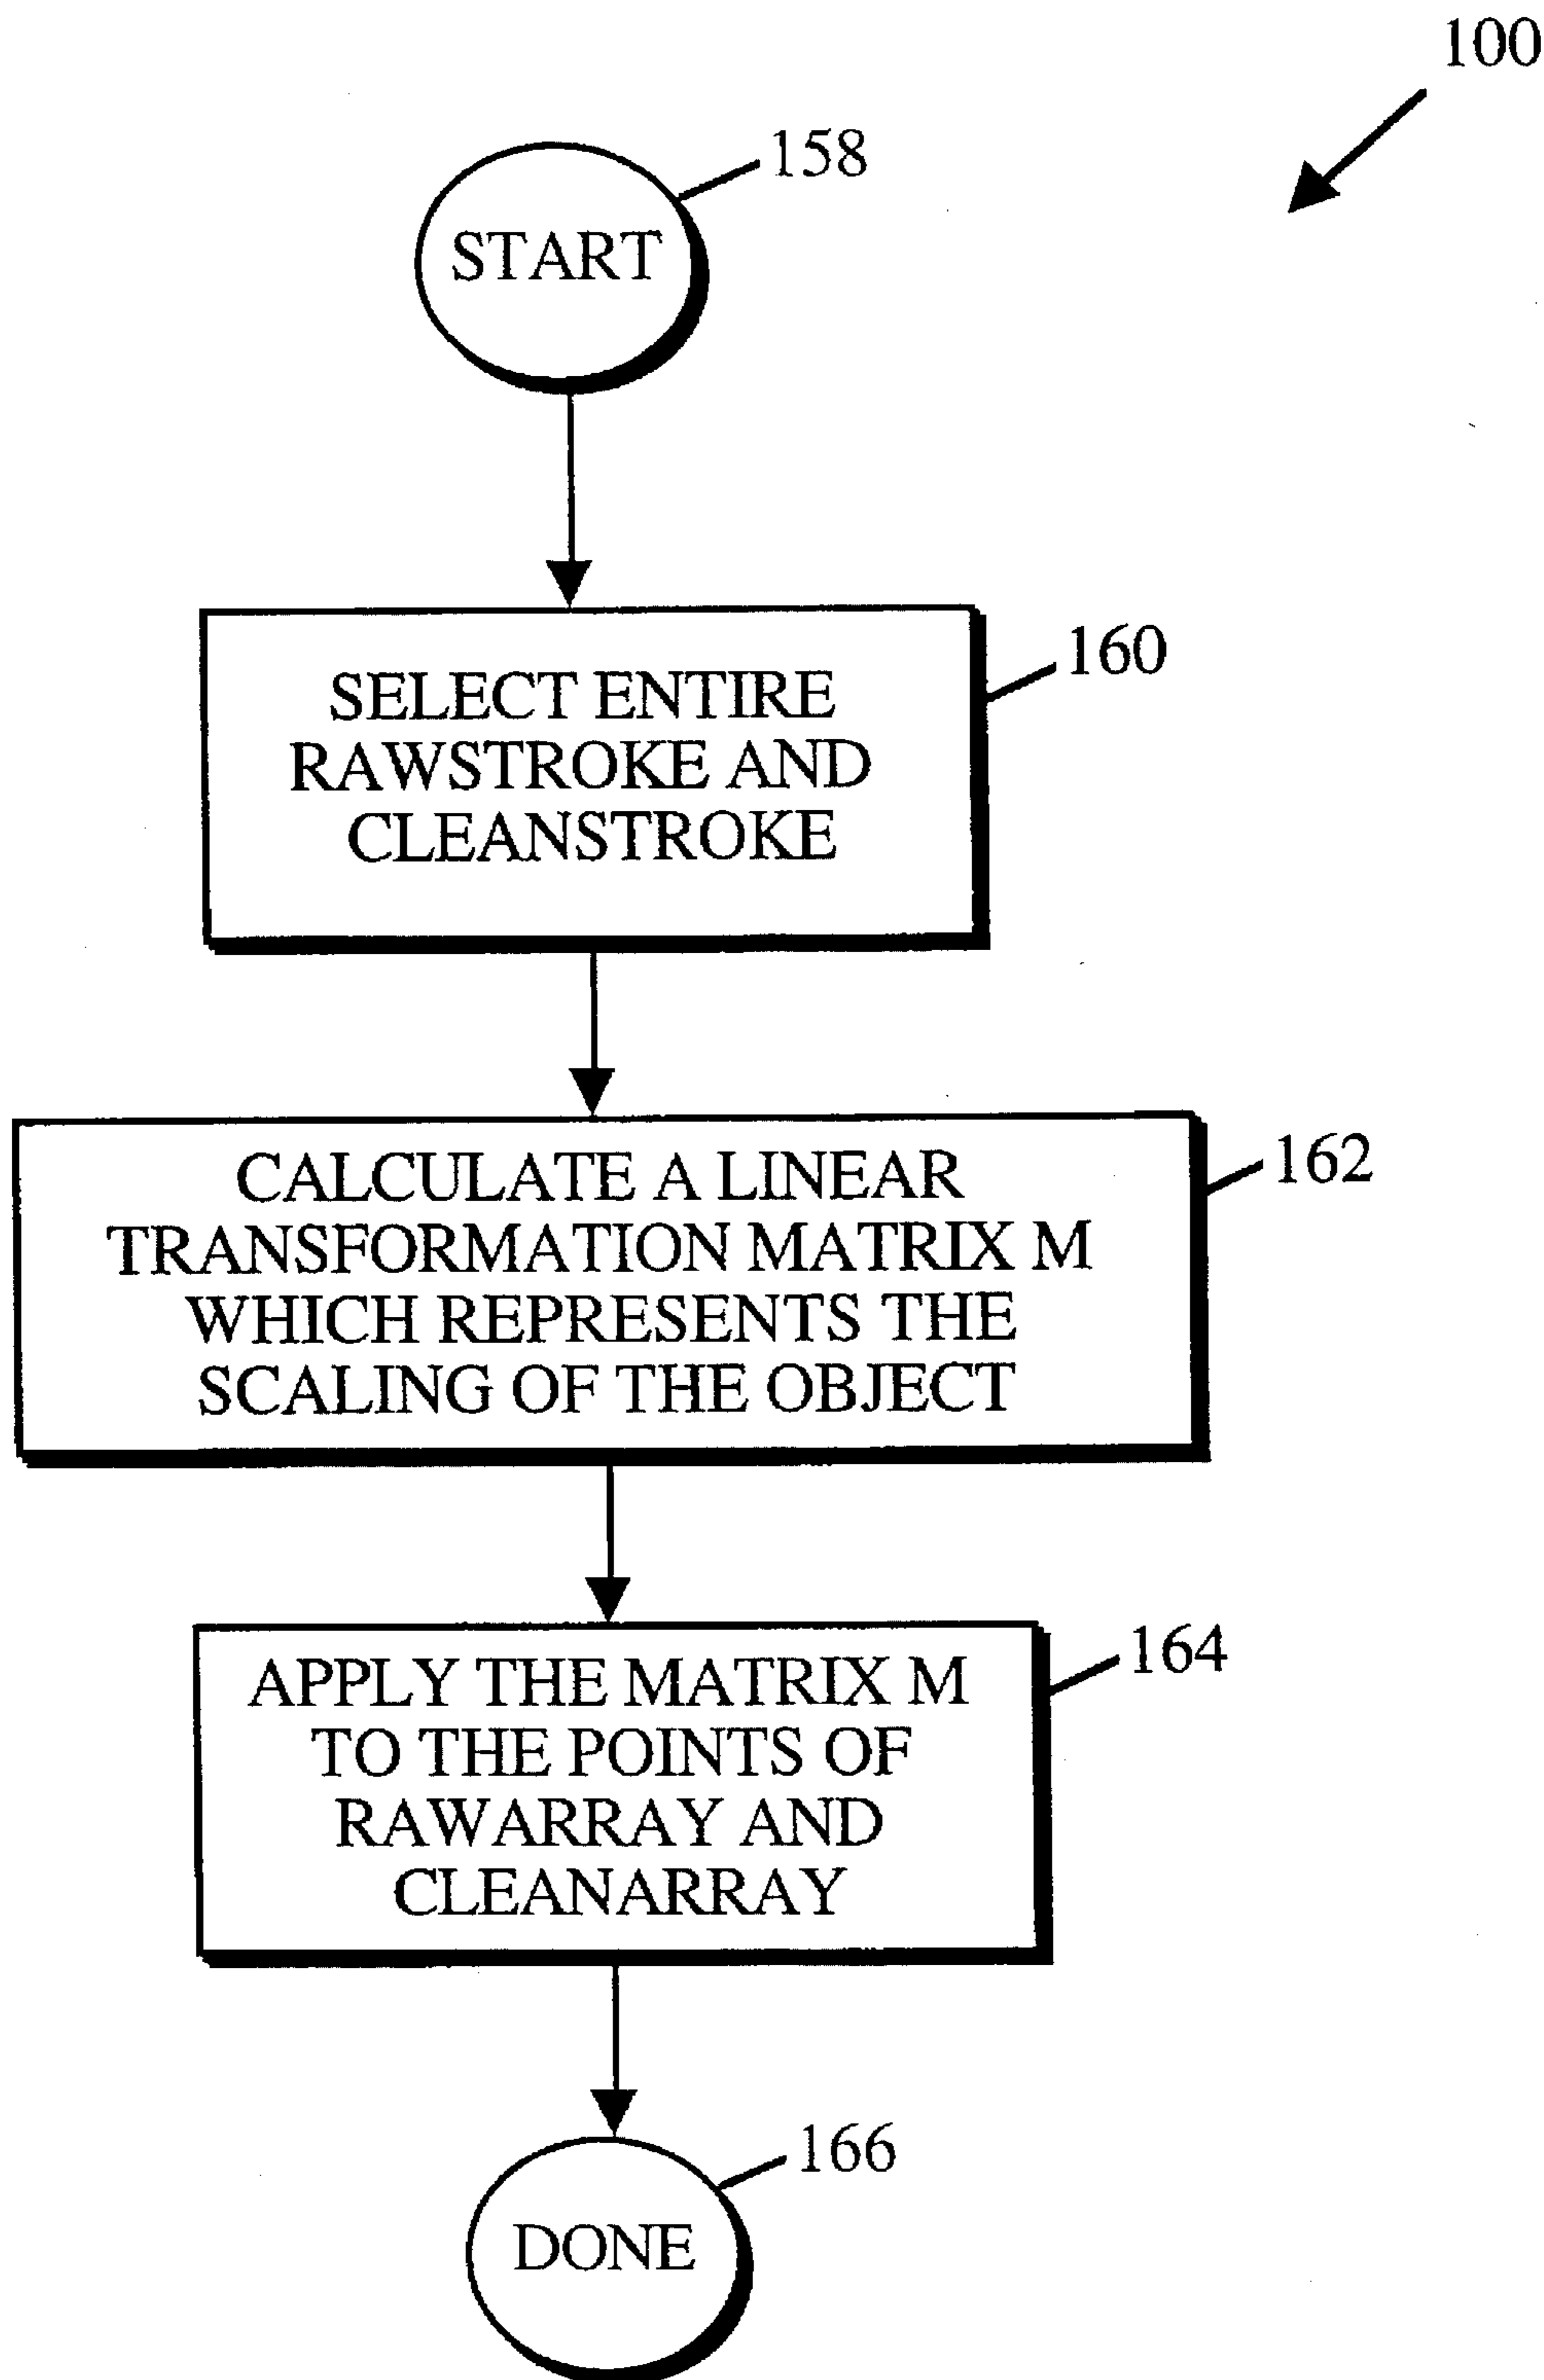 100
158
START
160
SELECT ENTIRE
RAWSTROKE AND
CLEANSTROKE
162
CALCULATE A LINEAR
TRANSFORMATION MATRIX M
WHICH REPRESENTS THE
SCALING OF THE OBJECT
164
APPLY THE MATRIX M
TO THE POINTS OF
RAWARRAY AND
CLEANARRAY
166
DONE